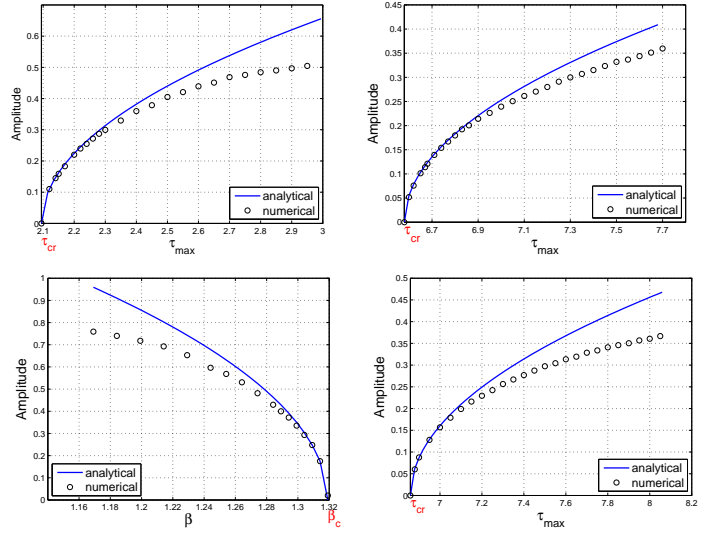 0.7
0.6
0.5
0.4
0.3
0.2
0.1
0
Amplitude
2.1 2.2 2.3 2.4 2.5 2.6 2.7 2.8 2.9 3
τcr
τmax
analytical
numerical
0.45
0.4
0.35
0.3
0.25
0.2
0.15
0.1
0.05
0
Amplitude
6.7 6.9 7.1 7.3 7.5 7.7
τcr
τmax
analytical
numerical
1
0.9
0.8
0.7
0.6
0.5
0.4
0.3
0.2
0.1
0
Amplitude
1.16 1.18 1.2 1.22 1.24 1.26 1.28 1.30 1.32
β
βc
analytical
numerical
0.5
0.45
0.4
0.35
0.3
0.25
0.2
0.15
0.1
0.05
0
Amplitude
7 7.2 7.4 7.6 7.8 8 8.2
τcr
τmax
analytical
numerical